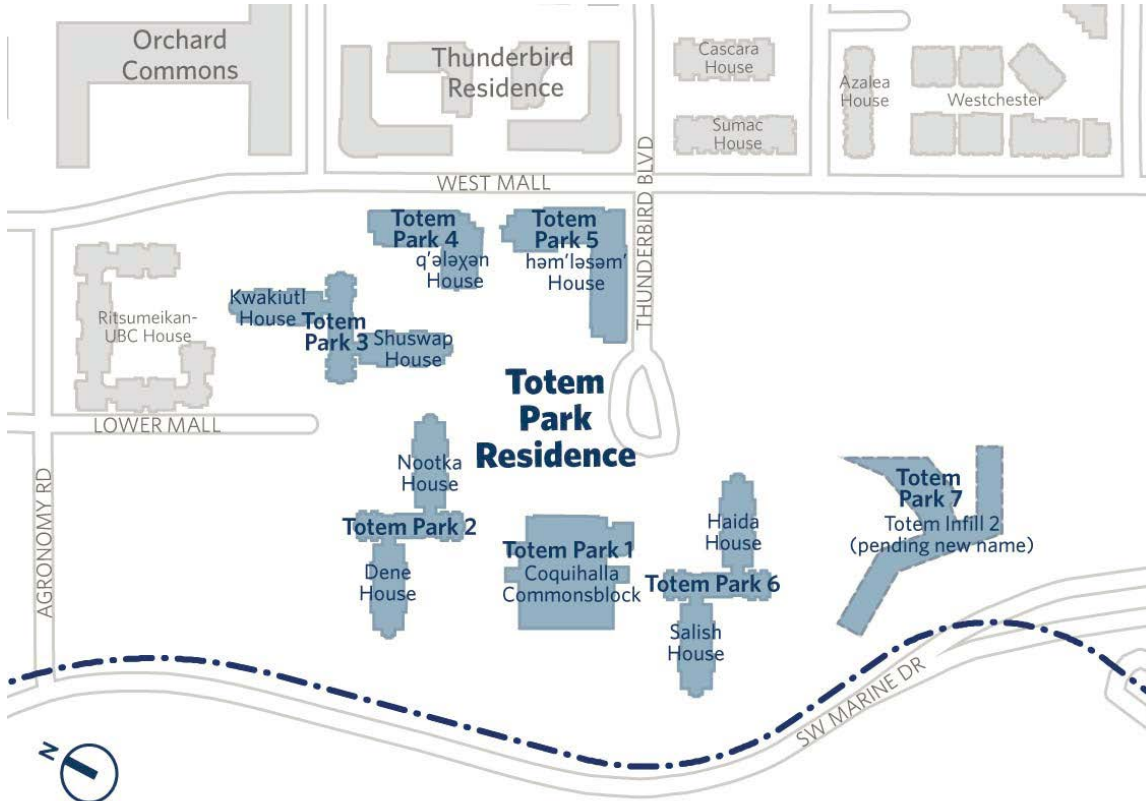 Orchard
Commons
Thunderbird
Residence
Cascara
House
Azalea
House
Westchester
Sumac
House
WEST MALL
THUNDERBIRD BLVD
Totem
Park 4
q'ələχən
House
Totem
Park 5
həm'ləsəm'
House
Kwakiutl
House
Totem
Park 3
Shuswap
House
Ritsumeikan-
UBC House
LOWER MALL
AGRONOMY RD
Totem
Park
Residence
Nootka
House
Totem Park 2
Dene
House
Totem Park 1
Coquihalla
Commonsblock
Haida
House
Totem Park 6
Salish
House
Totem
Park 7
Totem Infill 2
(pending new name)
SW MARINE DR
N